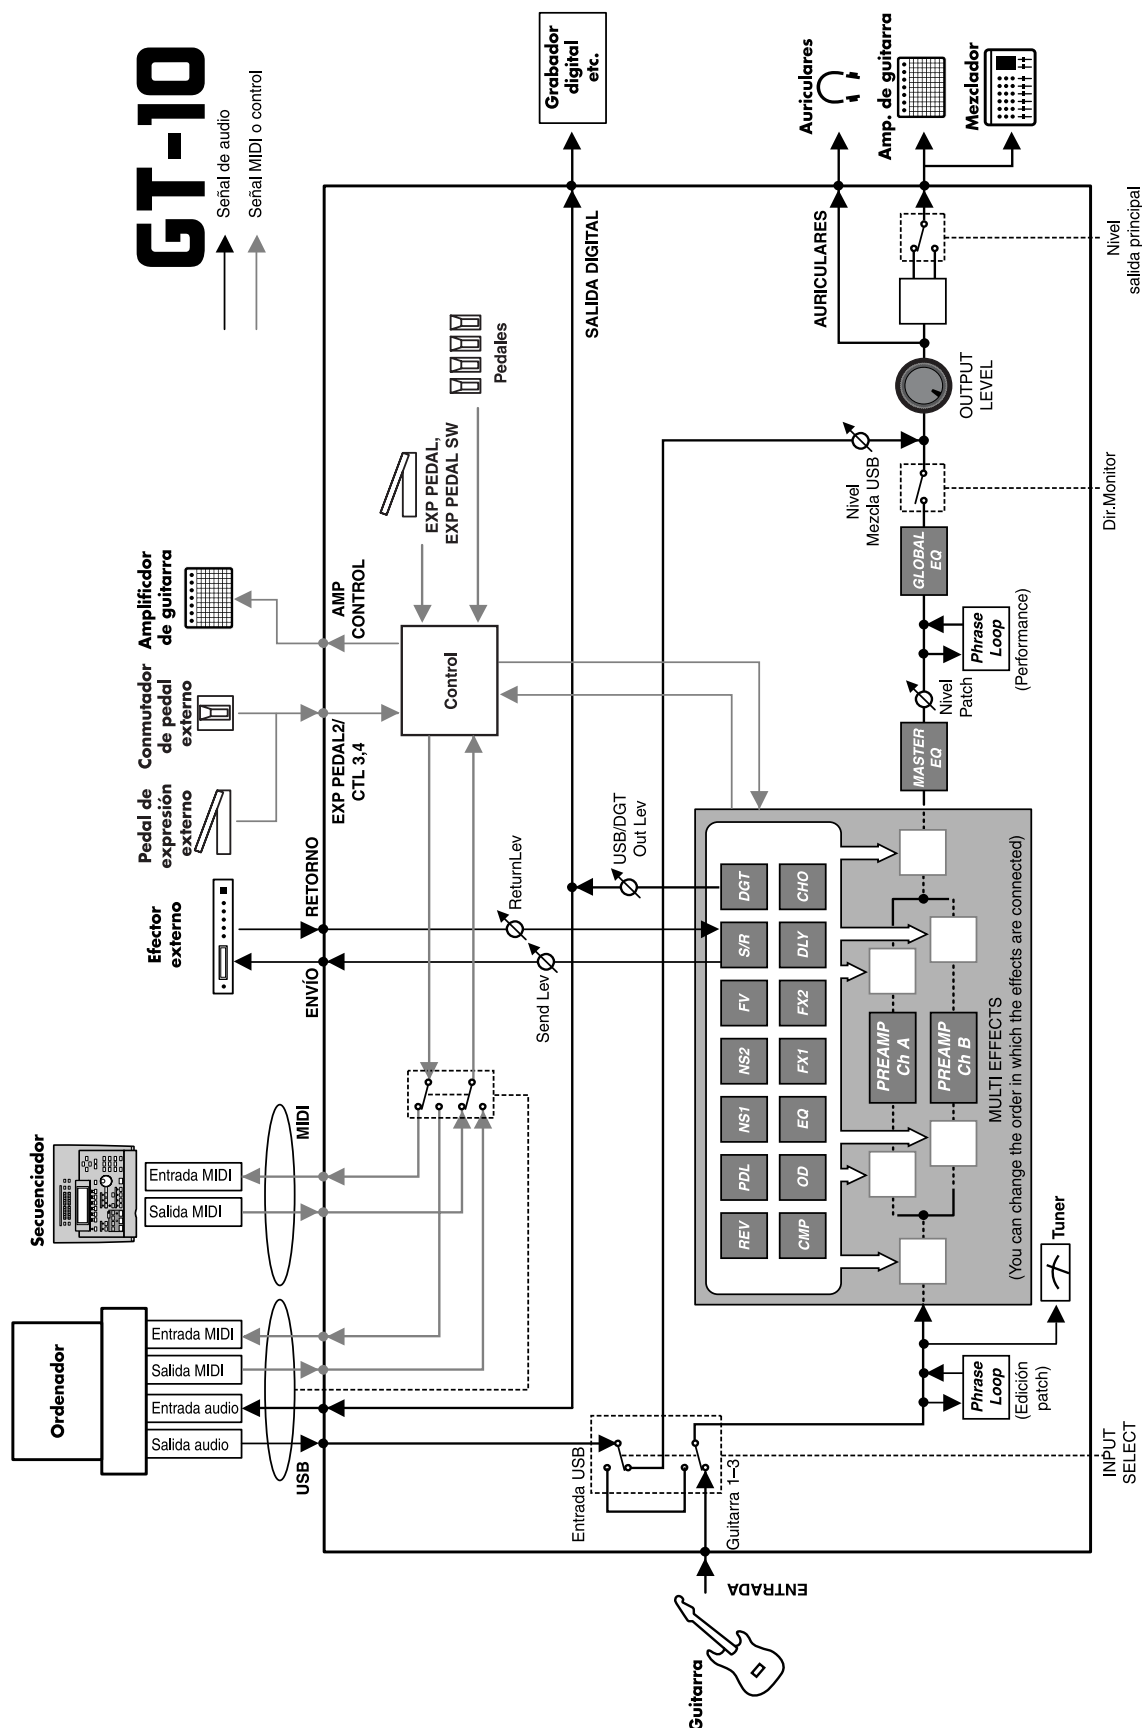 GT-10
Señal de audio
Señal MIDI o control
Ordenador
Entrada MIDI
Salida MIDI
Entrada audio
Salida audio
USB
Secuenciador
Entrada MIDI
Salida MIDI
MIDI
Efector
externo
ENVÍO
RETORNO
Send Lev
ReturnLev
Pedal de
expresión
externo
Conmutador
de pedal
externo
EXP PEDAL2/
CTL 3,4
Amplificdor
de guitarra
AMP
CONTROL
Control
EXP PEDAL,
EXP PEDAL SW
Pedales
Grabador
digital
etc.
SALIDA DIGITAL
USB/DGT
Out Lev
Guitarra
ENTRADA
Entrada USB
Guitarra 1–3
INPUT
SELECT
Phrase
Loop
(Edición
patch)
Tuner
REV
PDL
NS1
NS2
FV
S/R
DGT
CMP
OD
EQ
FX1
FX2
DLY
CHO
PREAMP
Ch A
PREAMP
Ch B
MULTI EFFECTS
(You can change the order in which the effects are connected)
MASTER
EQ
Nivel
Patch
Phrase
Loop
(Performance)
GLOBAL
EQ
Dir.Monitor
Nivel
Mezcla USB
OUTPUT
LEVEL
AURICULARES
Nivel
salida principal
Auriculares
Amp. de guitarra
Mezclador